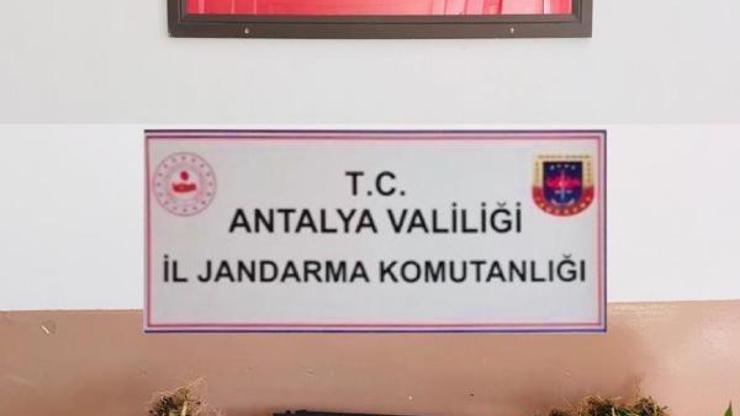 T.C.
ANTALYA VALİLİĞİ
İL JANDARMA KOMUTANLIĞI